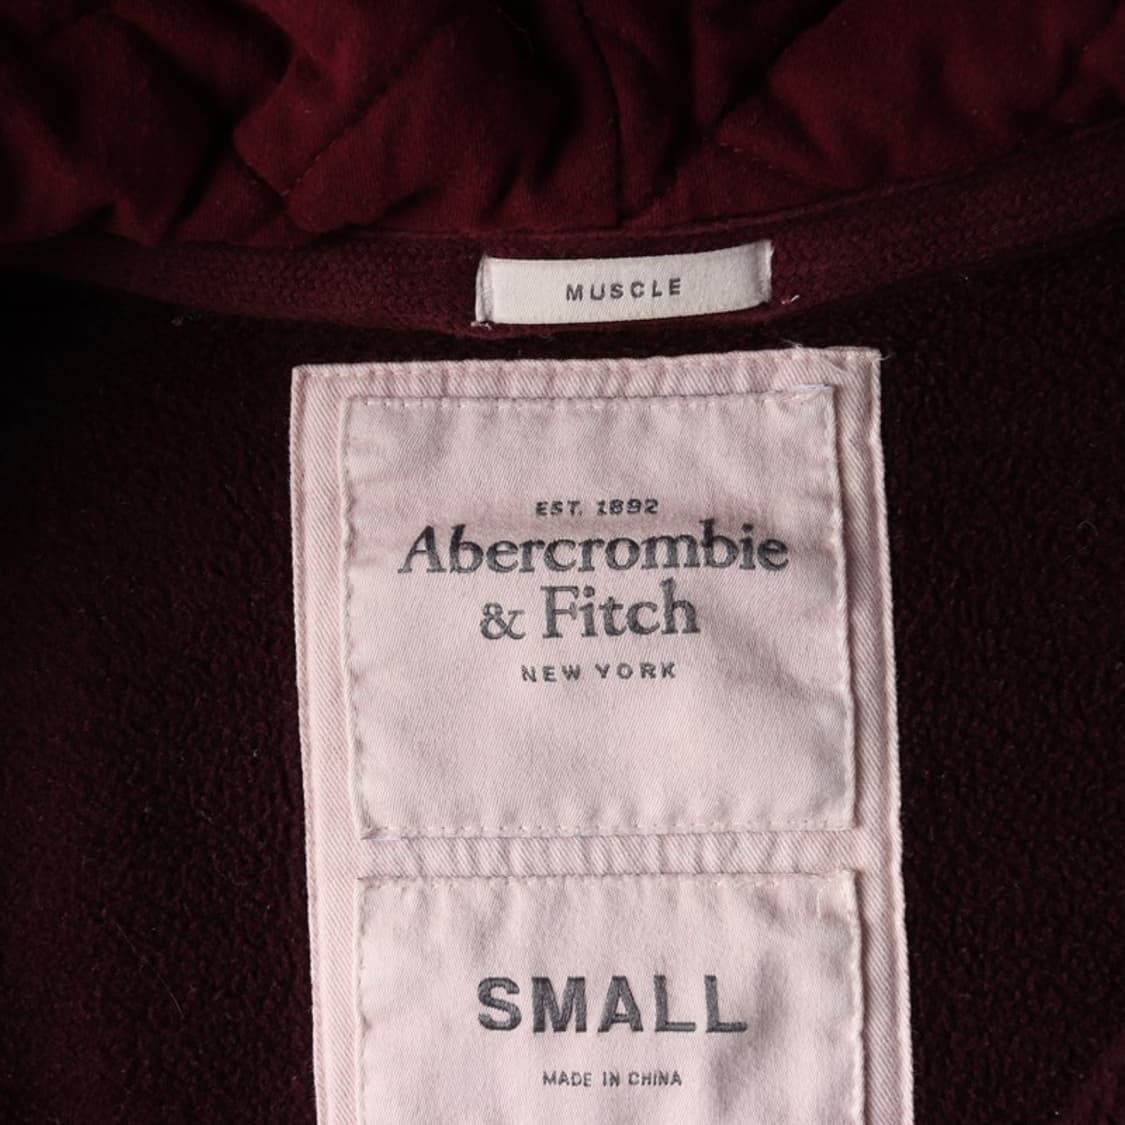 MUSCLE
EST. 1892
Abercrombie
& Fitch
NEW YORK
SMALL
MADE IN CHINA